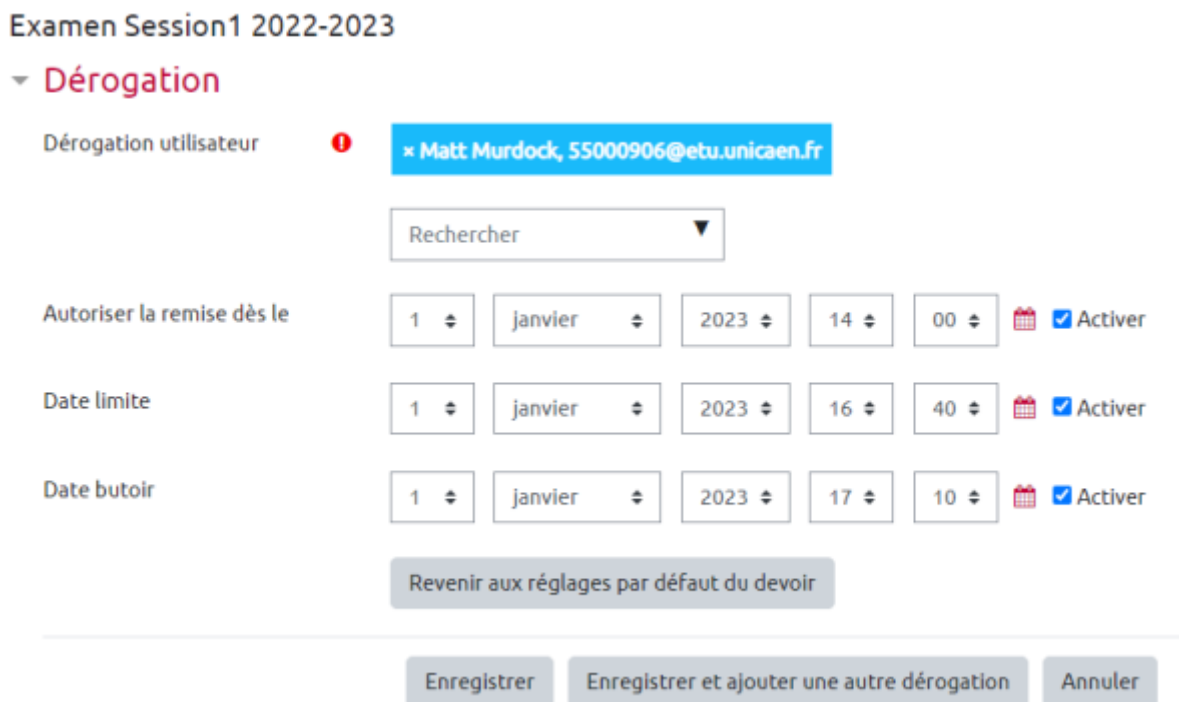 Examen Session1 2022-2023
Dérogation
Dérogation utilisateur × Matt Murdock, 55000906@etu.unicaen.fr
Rechercher
Autoriser la remise dès le 1 janvier 2023 14 00 Activer
Date limite 1 janvier 2023 16 40 Activer
Date butoir 1 janvier 2023 17 10 Activer
Revenir aux réglages par défaut du devoir
Enregistrer Enregistrer et ajouter une autre dérogation Annuler